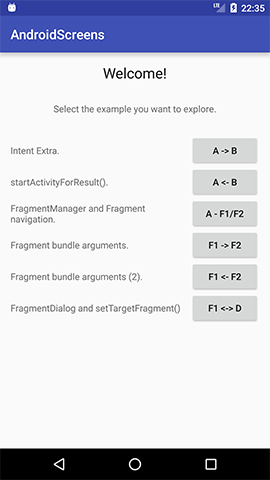 LTE 22:35
AndroidScreens
Welcome!
Select the example you want to explore.
Intent Extra. A -> B
startActivityForResult(). A <- B
FragmentManager and Fragment
navigation. A - F1/F2
Fragment bundle arguments. F1 -> F2
Fragment bundle arguments (2). F1 <- F2
FragmentDialog and setTargetFragment() F1 <-> D